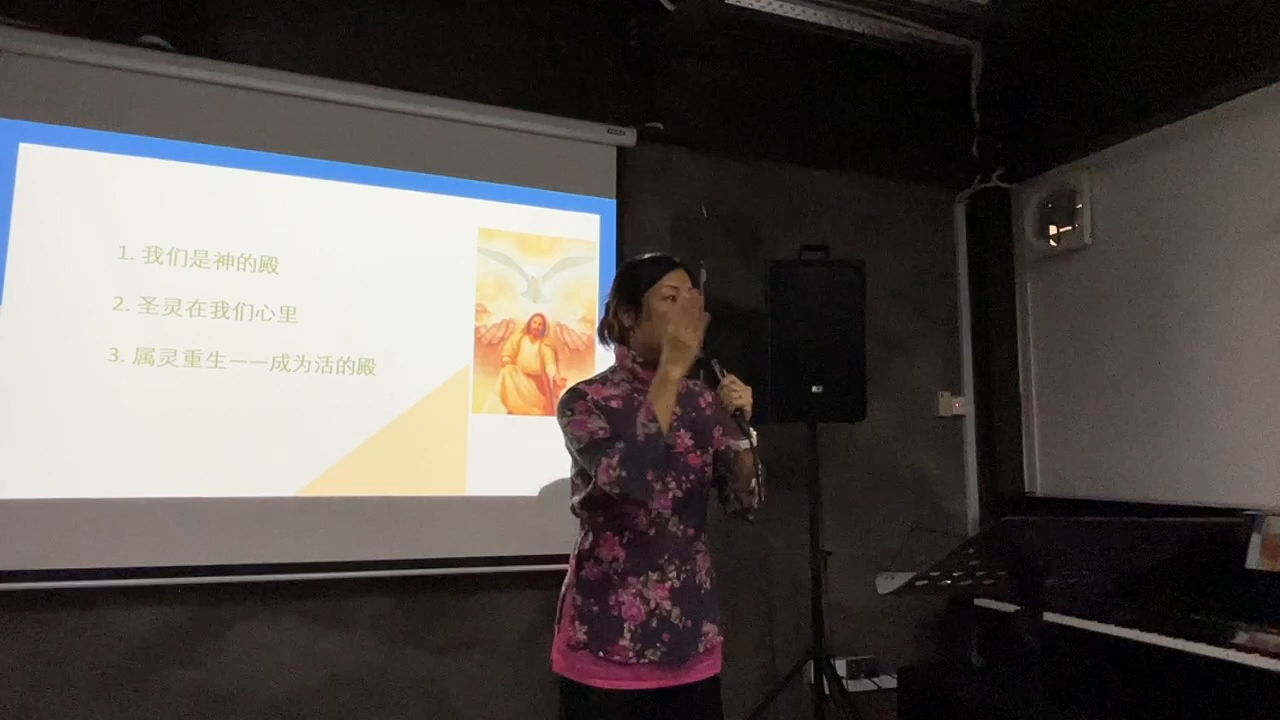 1. 我们是神的殿
2. 圣灵在我们心里
3. 属灵重生——成为活的殿